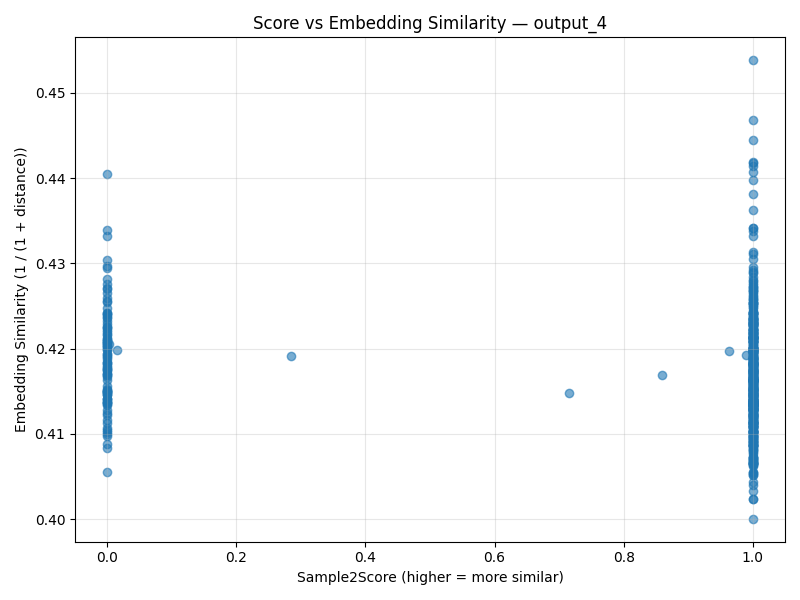 Score vs Embedding Similarity — output_4
Embedding Similarity (1 / (1 + distance))
0.45
0.44
0.43
0.42
0.41
0.40
0.0 0.2 0.4 0.6 0.8 1.0
Sample2Score (higher = more similar)